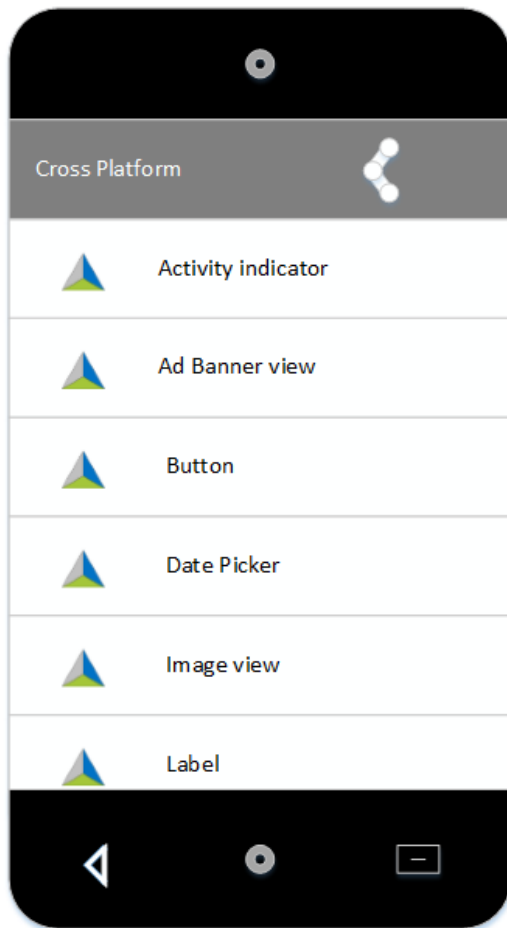 Cross Platform
Activity indicator
Ad Banner view
Button
Date Picker
Image view
Label